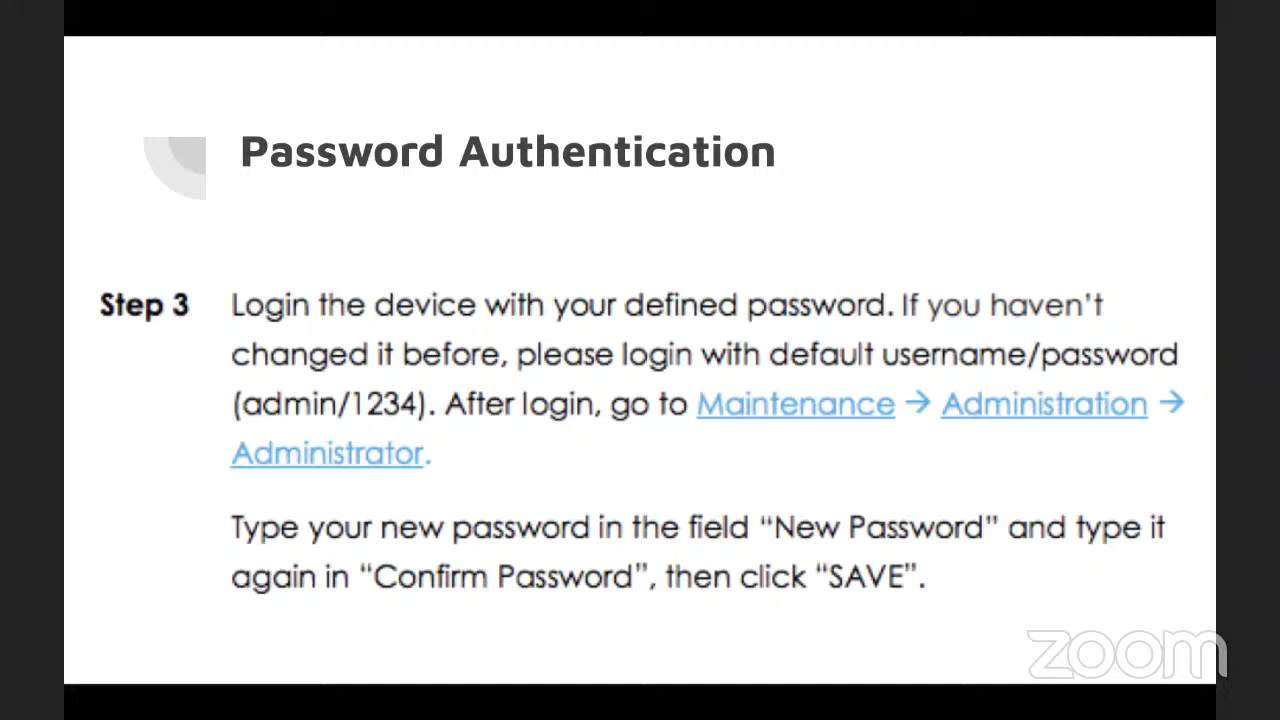 Password Authentication
Step 3 Login the device with your defined password. If you haven’t
changed it before, please login with default username/password
(admin/1234). After login, go to Maintenance → Administration →
Administrator.
Type your new password in the field “New Password” and type it
again in “Confirm Password”, then click “SAVE”.
zoom